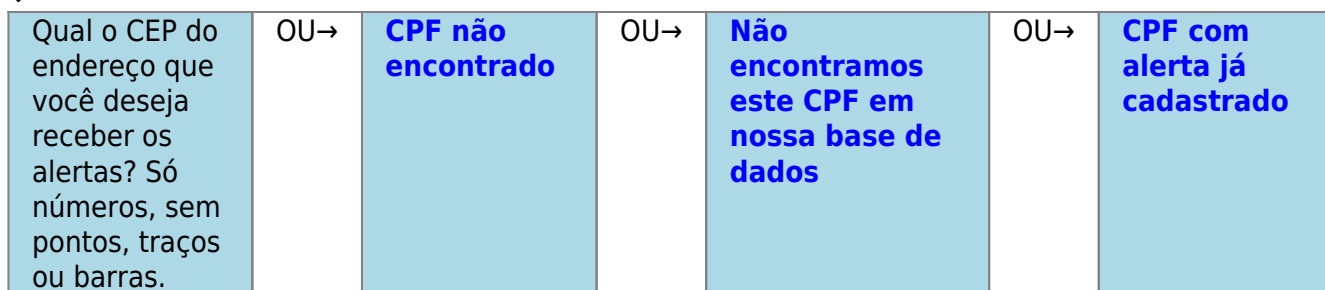 Qual o CEP do
endereço que
você deseja
receber os
alertas? Só
números, sem
pontos, traços
ou barras.
OU→
CPF não
encontrado
OU→
Não
encontramos
este CPF em
nossa base de
dados
OU→
CPF com
alerta já
cadastrado